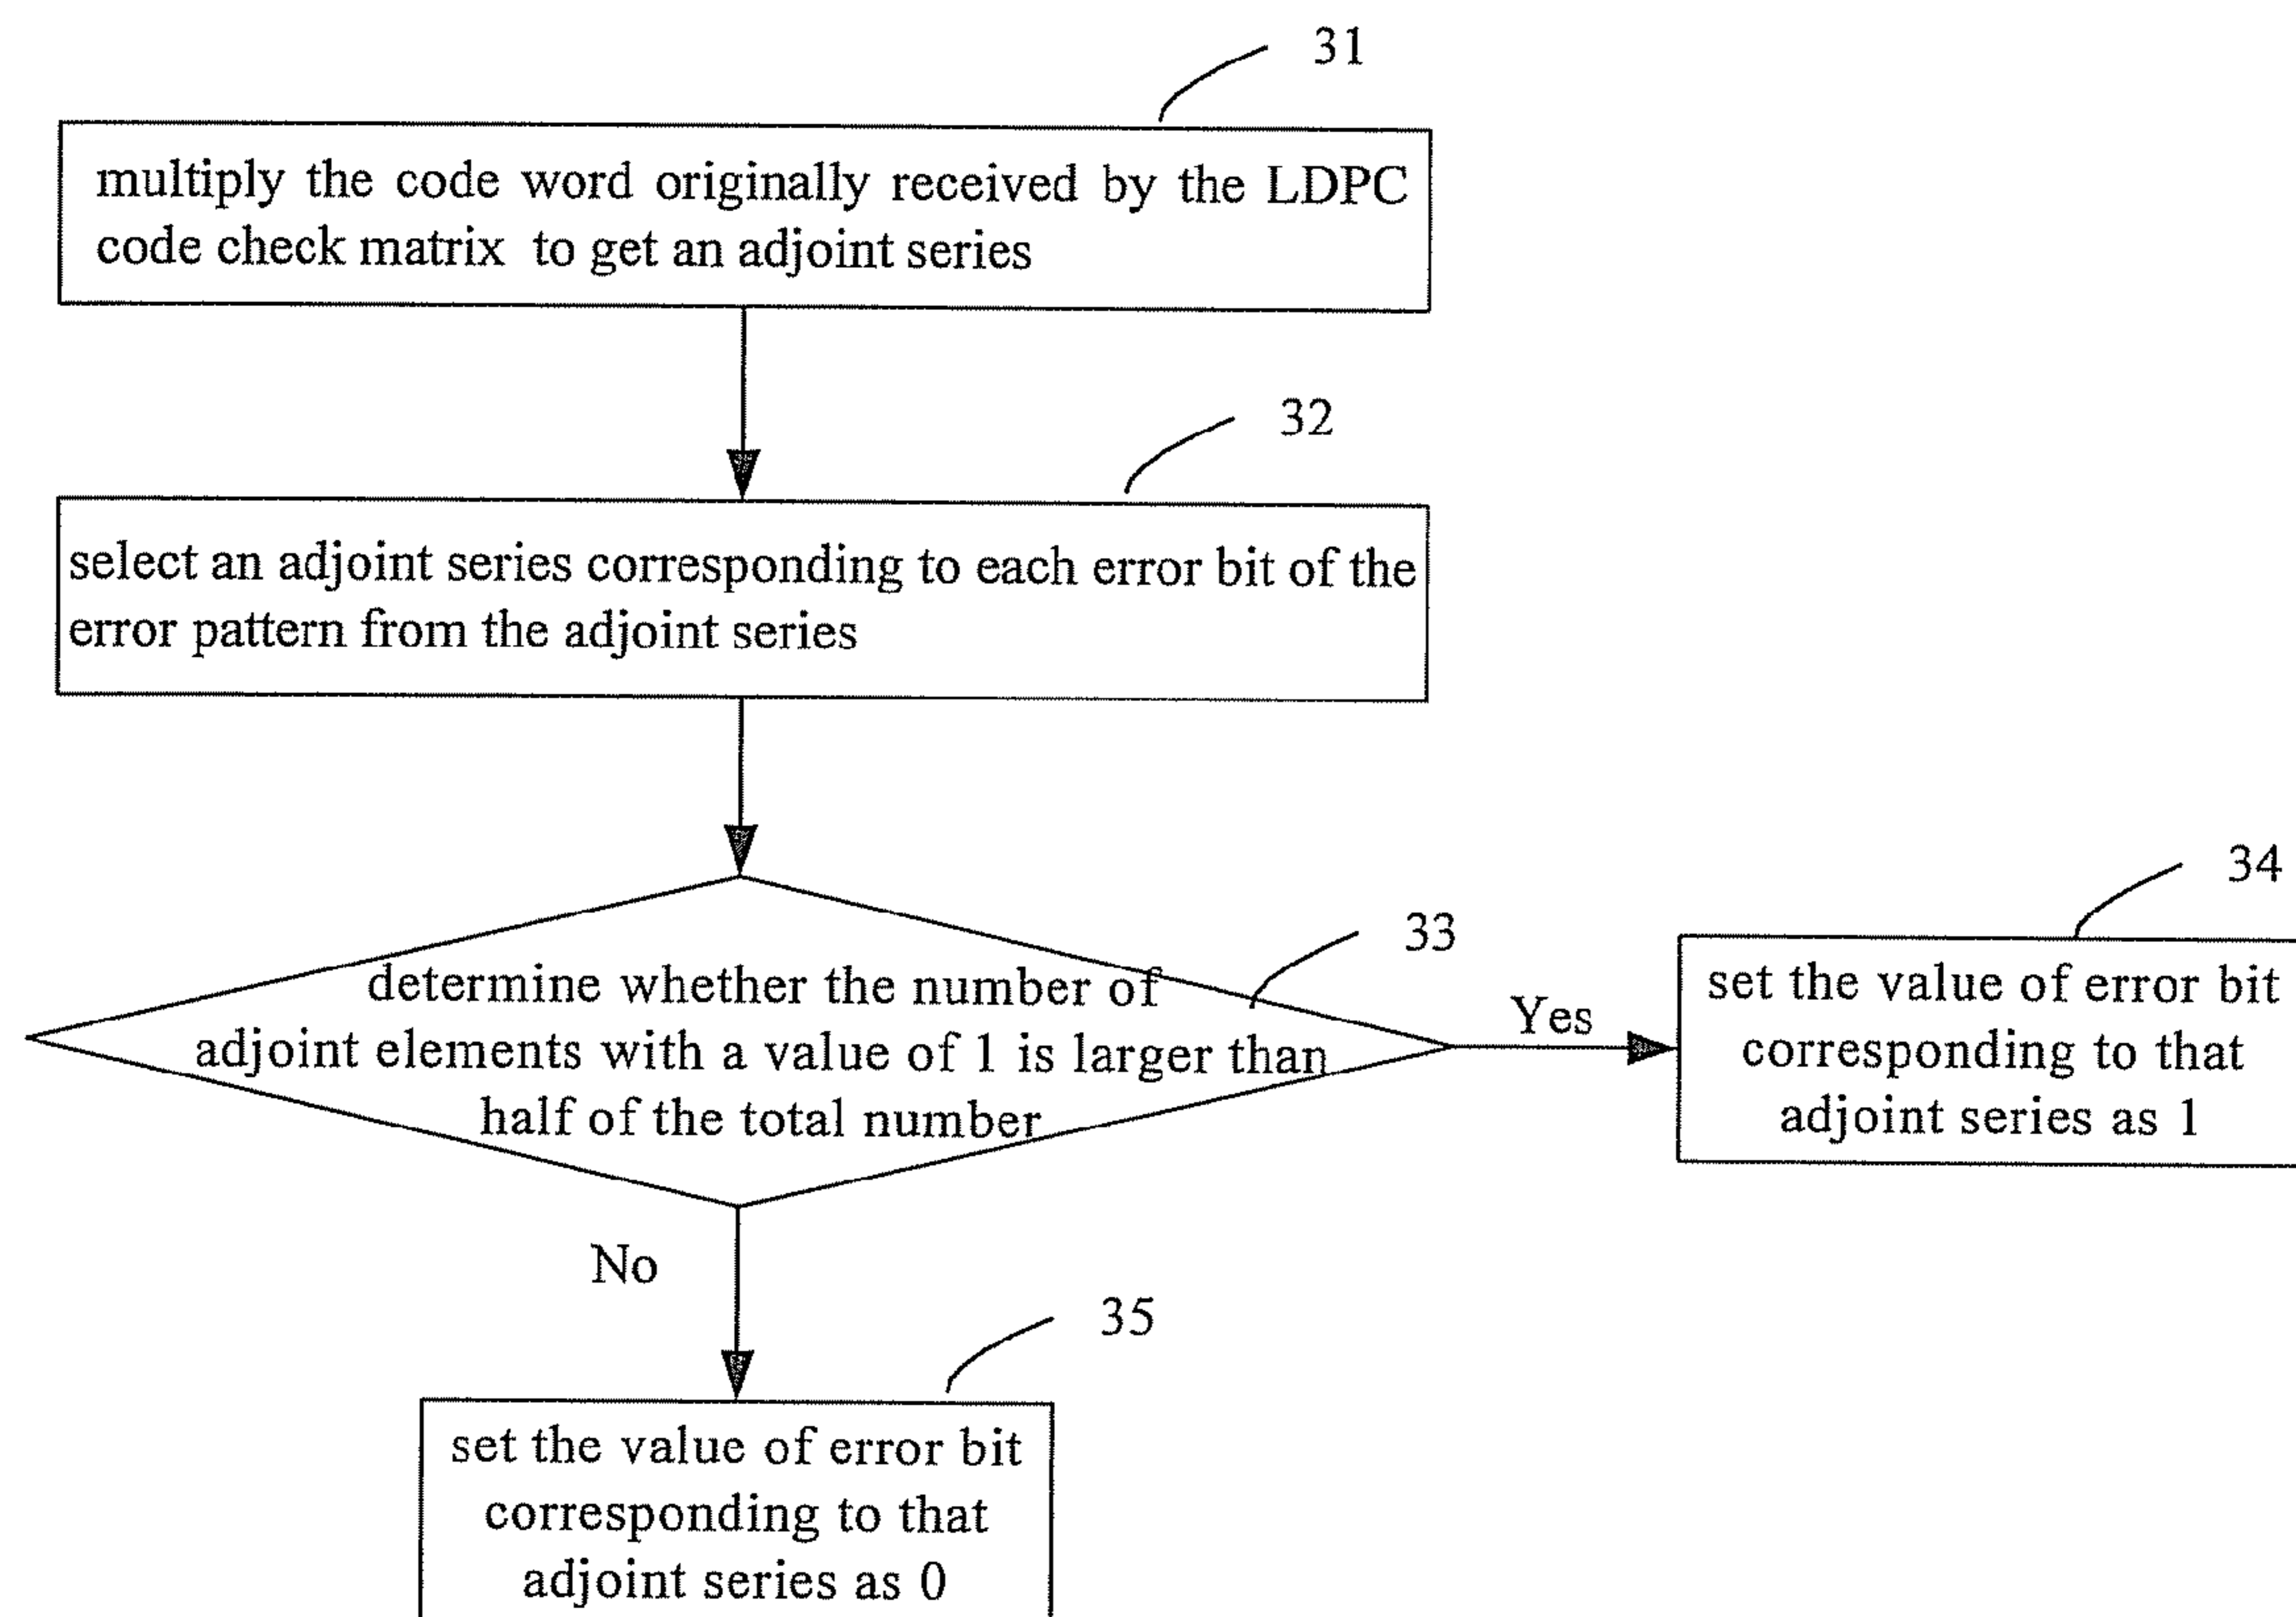 31
multiply the code word originally received by the LDPC
code check matrix to get an adjoint series
32
select an adjoint series corresponding to each error bit of the
error pattern from the adjoint series
33
determine whether the number of
adjoint elements with a value of 1 is larger than
half of the total number
Yes
34
set the value of error bit
corresponding to that
adjoint series as 1
No
35
set the value of error bit
corresponding to that
adjoint series as 0